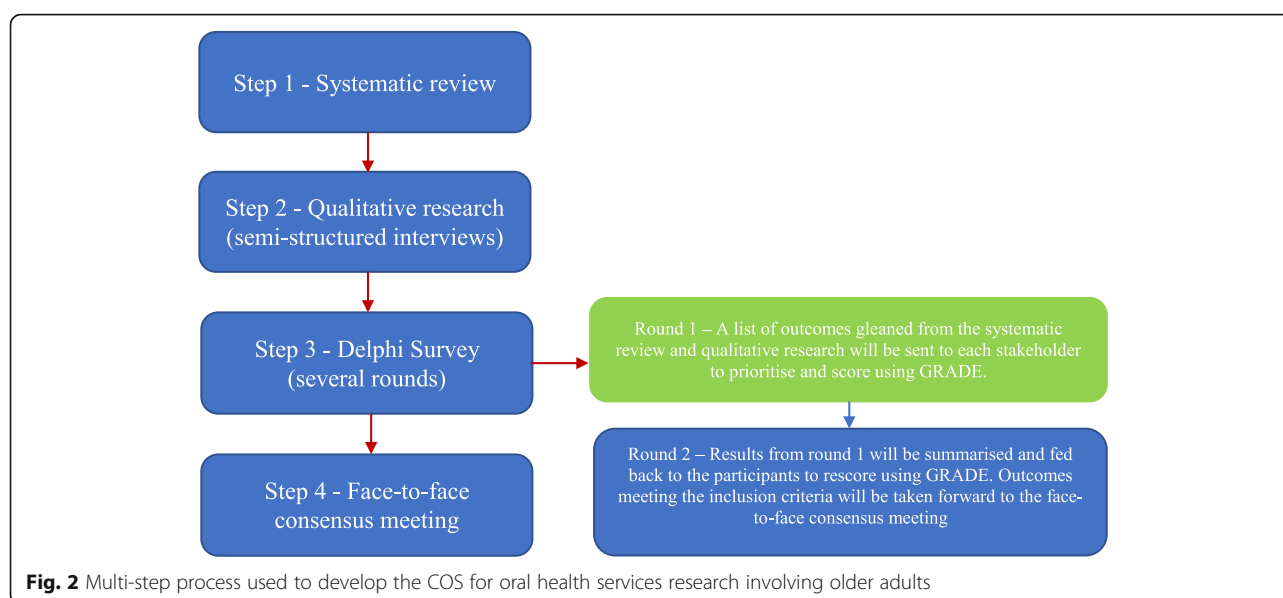 Step 1 - Systematic review
Step 2 - Qualitative research
(semi-structured interviews)
Step 3 - Delphi Survey
(several rounds)
Round 1 – A list of outcomes gleaned from the systematic
review and qualitative research will be sent to each stakeholder
to prioritise and score using GRADE.
Step 4 - Face-to-face
consensus meeting
Round 2 – Results from round 1 will be summarised and fed
back to the participants to rescore using GRADE. Outcomes
meeting the inclusion criteria will be taken forward to the face-
to-face consensus meeting
Fig. 2 Multi-step process used to develop the COS for oral health services research involving older adults